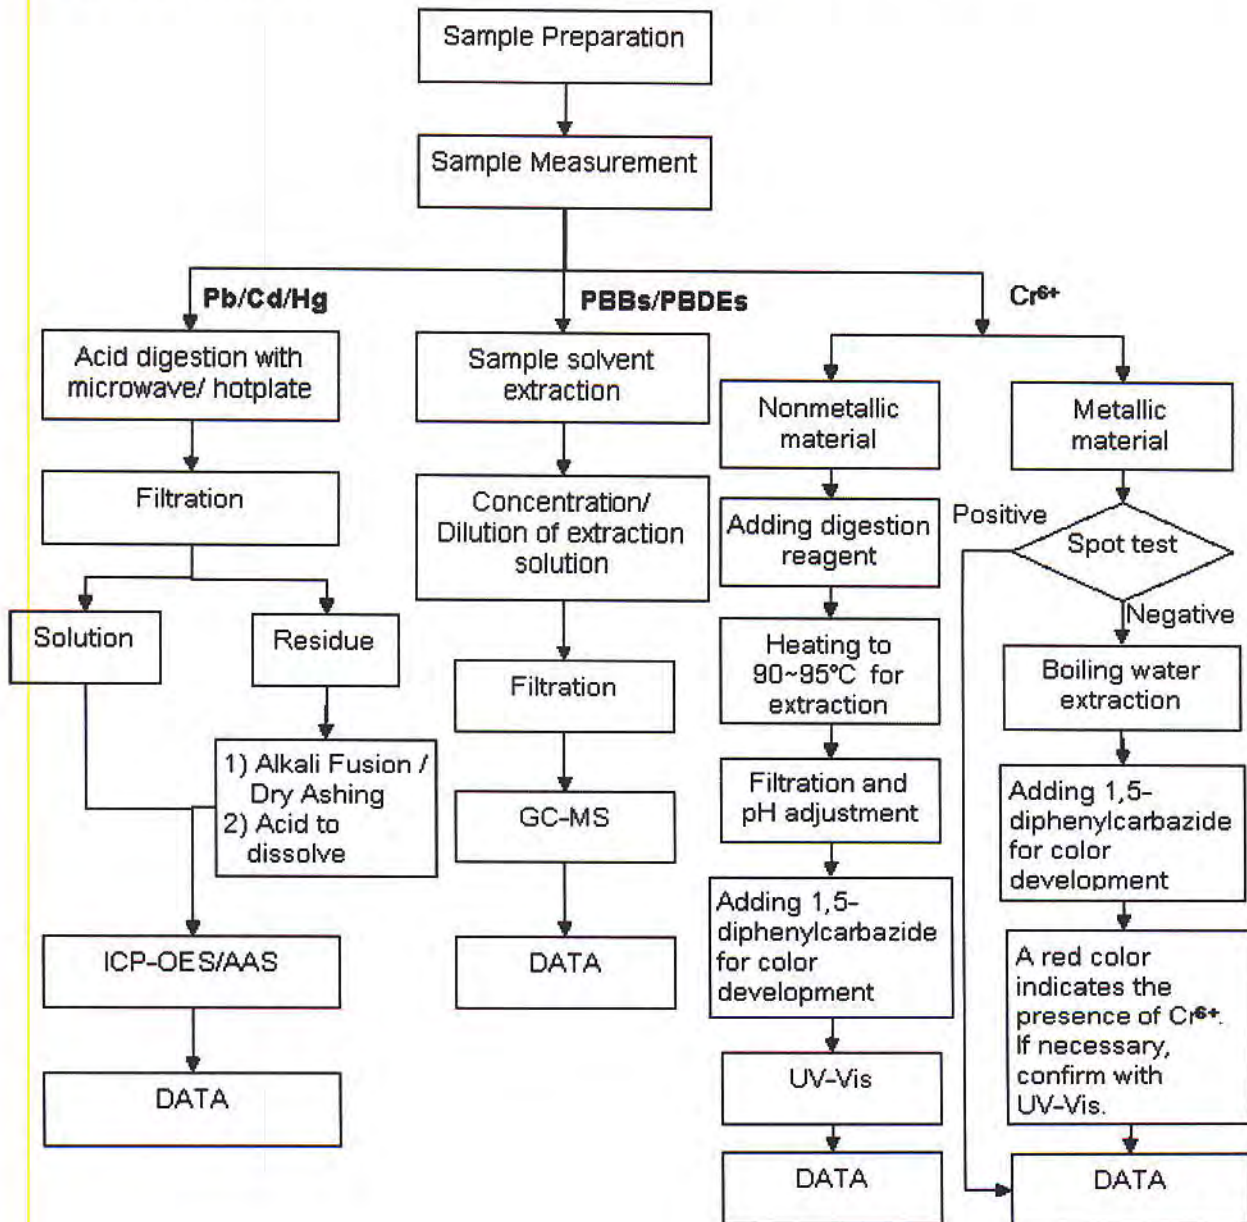 Sample Preparation
Sample Measurement
Pb/Cd/Hg
Acid digestion with
microwave/ hotplate
Filtration
Solution
Residue
1) Alkali Fusion /
Dry Ashing
2) Acid to
dissolve
ICP-OES/AAS
DATA
PBBs/PBDEs
Sample solvent
extraction
Concentration/
Dilution of extraction
solution
Filtration
GC-MS
DATA
Cr6+
Nonmetallic
material
Adding digestion
reagent
Heating to
90~95°C for
extraction
Filtration and
pH adjustment
Adding 1,5-
diphenylcarbazide
for color
development
UV-Vis
DATA
Metallic
material
Positive
Spot test
Negative
Boiling water
extraction
Adding 1,5-
diphenylcarbazide
for color
development
A red color
indicates the
presence of Cr6+.
If necessary,
confirm with
UV-Vis.
DATA